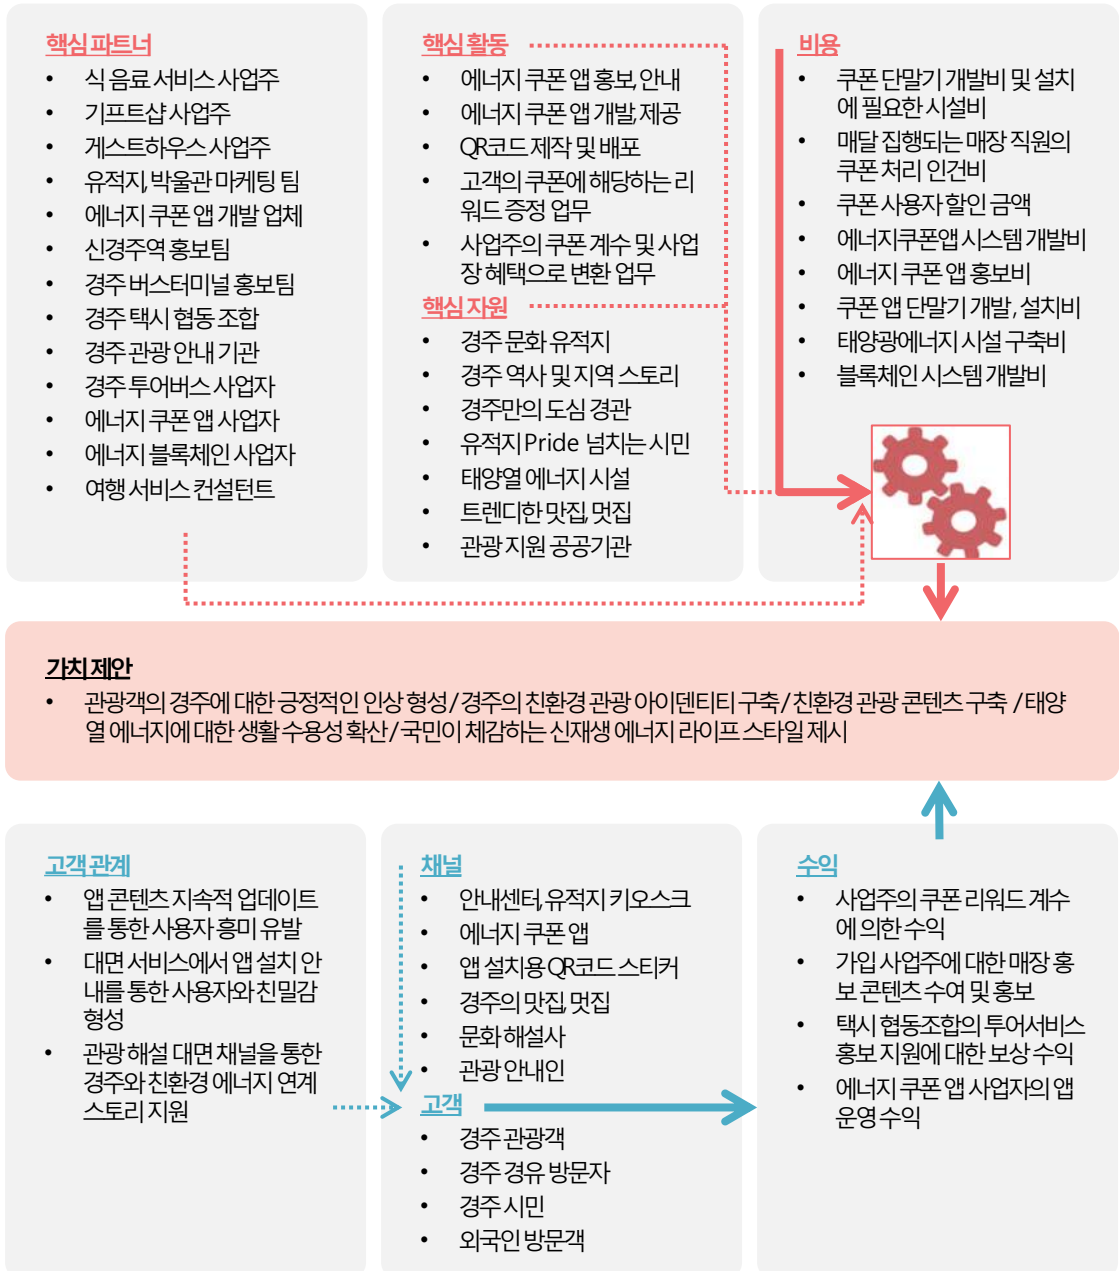 핵심 파트너
• 식 음료 서비스 사업주
• 기프트샵 사업주
• 게스트하우스 사업주
• 유적지, 박울관 마케팅 팀
• 에너지 쿠폰 앱 개발 업체
• 신경주역 홍보팀
• 경주 버스터미널 홍보팀
• 경주 택시 협동 조합
• 경주 관광 안내 기관
• 경주 투어버스 사업자
• 에너지 쿠폰 앱 사업자
• 에너지 블록체인 사업자
• 여행 서비스 컨설턴트
핵심 활동
• 에너지 쿠폰 앱 홍보, 안내
• 에너지 쿠폰 앱 개발, 제공
• QR코드 제작 및 배포
• 고객의 쿠폰에 해당하는 리
워드 증정 업무
• 사업주의 쿠폰 계수 및 사업
장 혜택으로 변환 업무
핵심 자원
• 경주 문화 유적지
• 경주 역사 및 지역 스토리
• 경주만의 도심 경관
• 유적지 Pride 넘치는 시민
• 태양열 에너지 시설
• 트렌디한 맛집, 멋집
• 관광 지원 공공기관
비용
• 쿠폰 단말기 개발비 및 설치
에 필요한 시설비
• 매달 집행되는 매장 직원의
쿠폰 처리 인건비
• 쿠폰 사용자 할인 금액
• 에너지쿠폰앱 시스템 개발비
• 에너지 쿠폰 앱 홍보비
• 쿠폰 앱 단말기 개발, 설치비
• 태양광에너지 시설 구축비
• 블록체인 시스템 개발비
가치 제안
• 관광객의 경주에 대한 긍정적인 인상 형성 / 경주의 친환경 관광 아이덴티티 구축 / 친환경 관광 콘텐츠 구축 / 태양
열 에너지에 대한 생활 수용성 확산 / 국민이 체감하는 신재생 에너지 라이프 스타일 제시
고객 관계
• 앱 콘텐츠 지속적 업데이트
를 통한 사용자 흥미 유발
• 대면 서비스에서 앱 설치 안
내를 통한 사용자와 친밀감
형성
• 관광 해설 대면 채널을 통한
경주와 친환경 에너지 연계
스토리 지원
채널
• 안내센터, 유적지 키오스크
• 에너지 쿠폰 앱
• 앱 설치용 QR코드 스티커
• 경주의 맛집, 멋집
• 문화 해설사
• 관광 안내인
고객
• 경주 관광객
• 경주 경유 방문자
• 경주 시민
• 외국인 방문객
수익
• 사업주의 쿠폰 리워드 계수
에 의한 수익
• 가입 사업주에 대한 매장 홍
보 콘텐츠 수여 및 홍보
• 택시 협동조합의 투어서비스
홍보 지원에 대한 보상 수익
• 에너지 쿠폰 앱 사업자의 앱
운영 수익